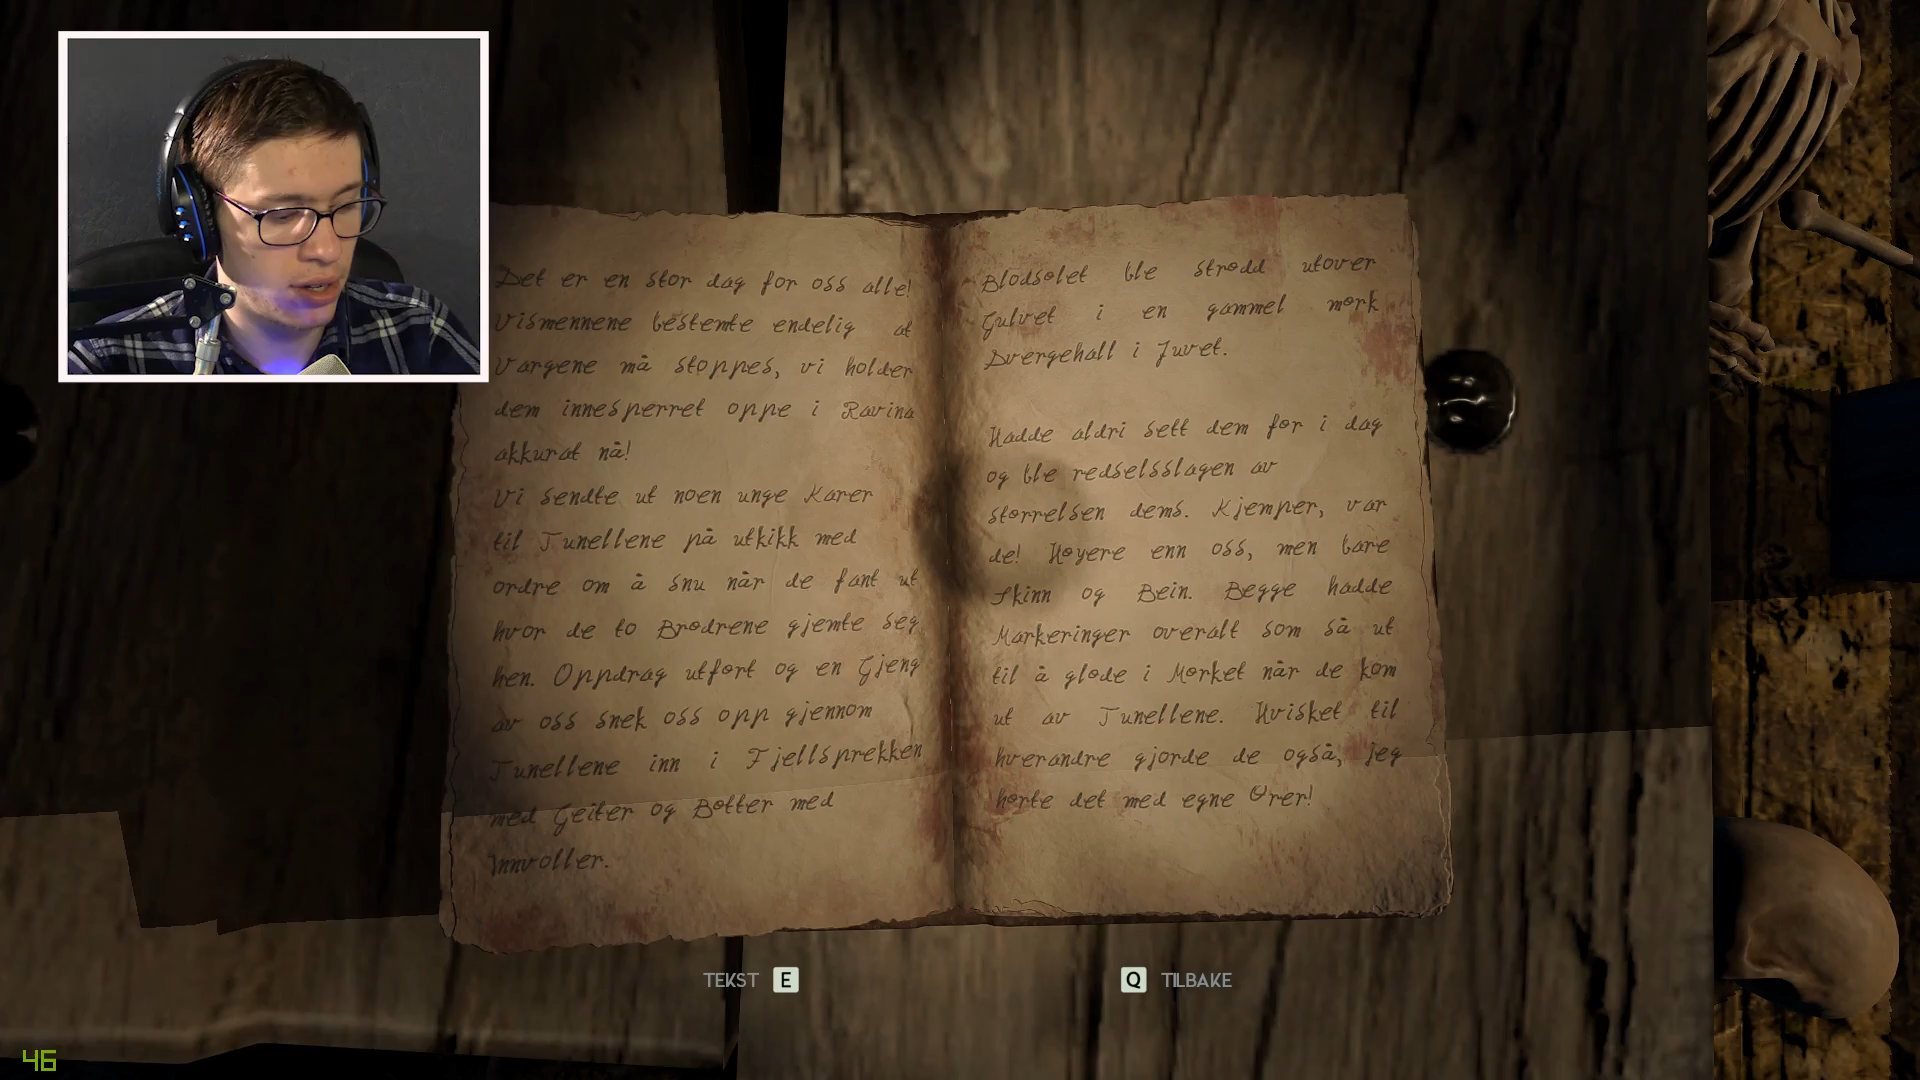 Det er en stor dag for oss alle!
Vismennene bestemte endelig at
Vargene må stoppes, vi holder
dem innesperret oppe i Ravina
akkurat nå!
Vi sendte ut noen unge Karer
til Tunellene på utkikk med
ordre om å snu når de fant ut
hvor de to Brødrene gjemte seg
hen. Oppdrag utført og en Gjeng
av oss snek oss opp gjennom
Tunellene inn i Fjellsprekken
med Geiter og Bøtter med
Innvoller.
Blodsølet ble strødd utover
Gulvet i en gammel mørk
Dvergehall i Juvet.
Hadde aldri sett dem før i dag
og ble redselsslagen av
størrelsen dems. Kjemper, var
de! Høyere enn oss, men bare
Skinn og Bein. Begge hadde
Markeringer overalt som så ut
til å gløde i Mørket når de kom
ut av Tunellene. Hvisket til
hverandre gjorde de også, jeg
hørte det med egne Ører!
TEKST E
Q TILBAKE
46